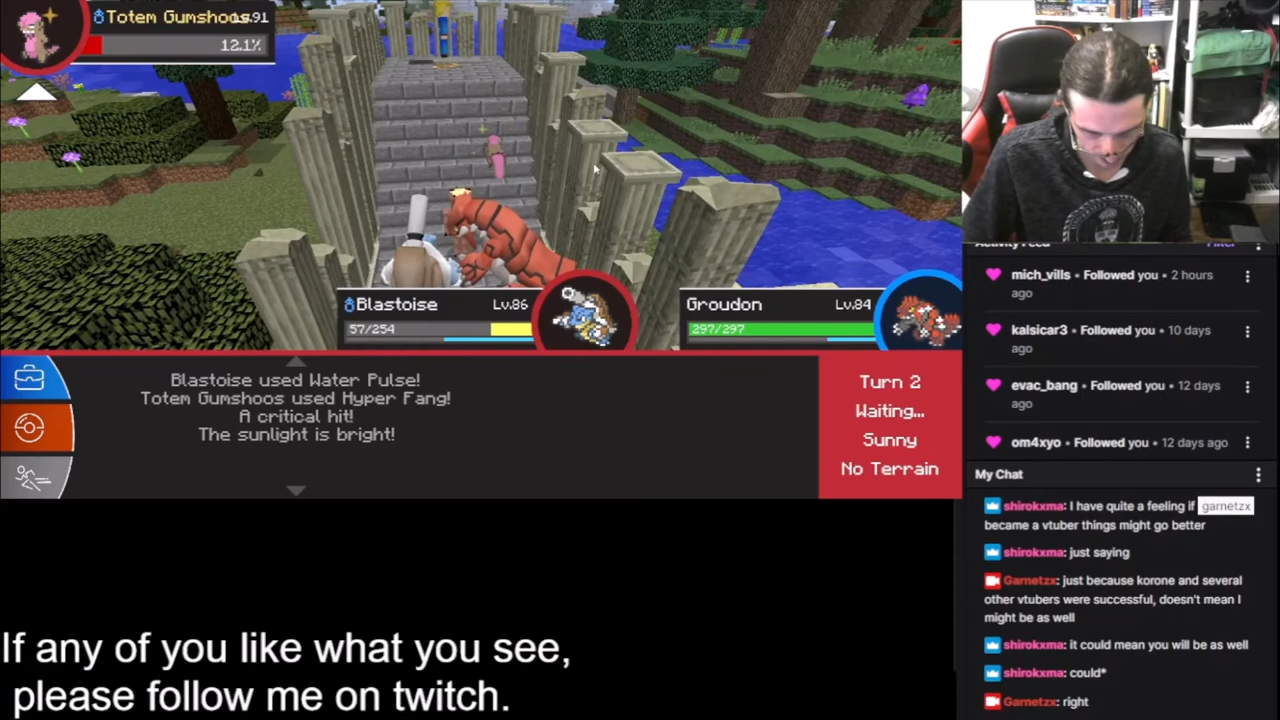 Totem Gumshoos
Lv.91
12.1%
Blastoise Lv.86
57/254
Groudon Lv.84
297/297
Blastoise used Water Pulse!
Totem Gumshoos used Hyper Fang!
A critical hit!
The sunlight is bright!
Turn 2
Waiting...
Sunny
No Terrain
If any of you like what you see,
please follow me on twitch.
Activity Feed
Filter
mich_vills • Followed you • 2 hours
ago
kalsicar3 • Followed you • 10 days
ago
evac_bang • Followed you • 12 days
ago
om4xyo • Followed you • 12 days ago
My Chat
shirokxma: I have quite a feeling if garnetzx
became a vtuber things might go better
shirokxma: just saying
Garnetzx: just because korone and several
other vtubers were successful, doesn't mean I
might be as well
shirokxma: it could mean you will be as well
shirokxma: could*
Garnetzx: right